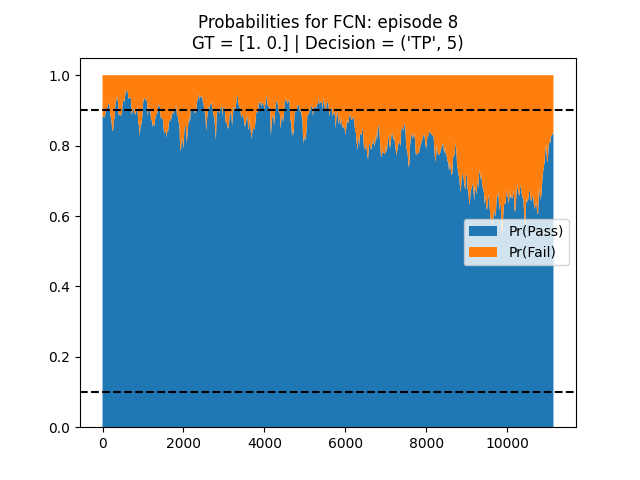 Probabilities for FCN: episode 8
GT = [1. 0.] | Decision = ('TP', 5)
1.0
0.8
0.6
0.4
0.2
0.0
Pr(Pass)
Pr(Fail)
0 2000 4000 6000 8000 10000